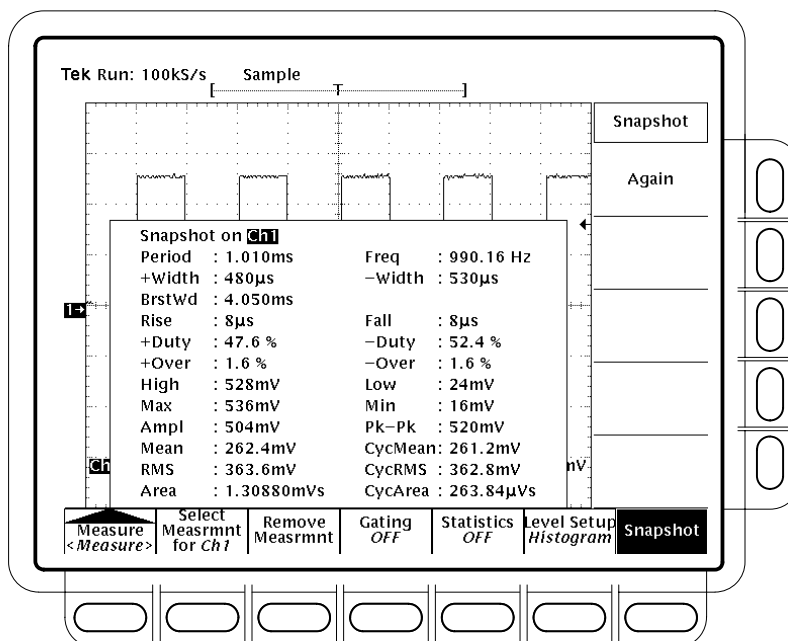 Tek Run: 100kS/s Sample
[ T ]
Snapshot
Again
Snapshot on Ch1
Period : 1.010ms Freq : 990.16 Hz
+Width : 480µs −Width : 530µs
BrstWd : 4.050ms
1→
Rise : 8µs Fall : 8µs
+Duty : 47.6 % −Duty : 52.4 %
+Over : 1.6 % −Over : 1.6 %
High : 528mV Low : 24mV
Max : 536mV Min : 16mV
Ampl : 504mV Pk−Pk : 520mV
Mean : 262.4mV CycMean: 261.2mV
Ch mV
RMS : 363.6mV CycRMS : 362.8mV
Area : 1.30880mVs CycArea : 263.84µVs
Measure
<Measure>
Select
Measrmnt
for Ch1
Remove
Measrmnt
Gating
OFF
Statistics
OFF
Level Setup
Histogram
Snapshot